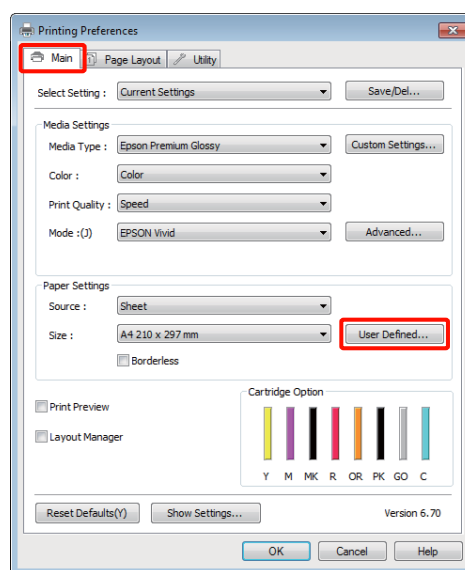 Printing Preferences
Main Page Layout Utility
Select Setting : Current Settings Save/Del...
Media Settings
Media Type : Epson Premium Glossy Custom Settings...
Color : Color
Print Quality : Speed
Mode :(J) EPSON Vivid Advanced...
Paper Settings
Source : Sheet
Size : A4 210 x 297 mm User Defined...
Borderless
Cartridge Option
Print Preview
Layout Manager
Y M MK R OR PK GO C
Reset Defaults(Y) Show Settings... Version 6.70
OK Cancel Help